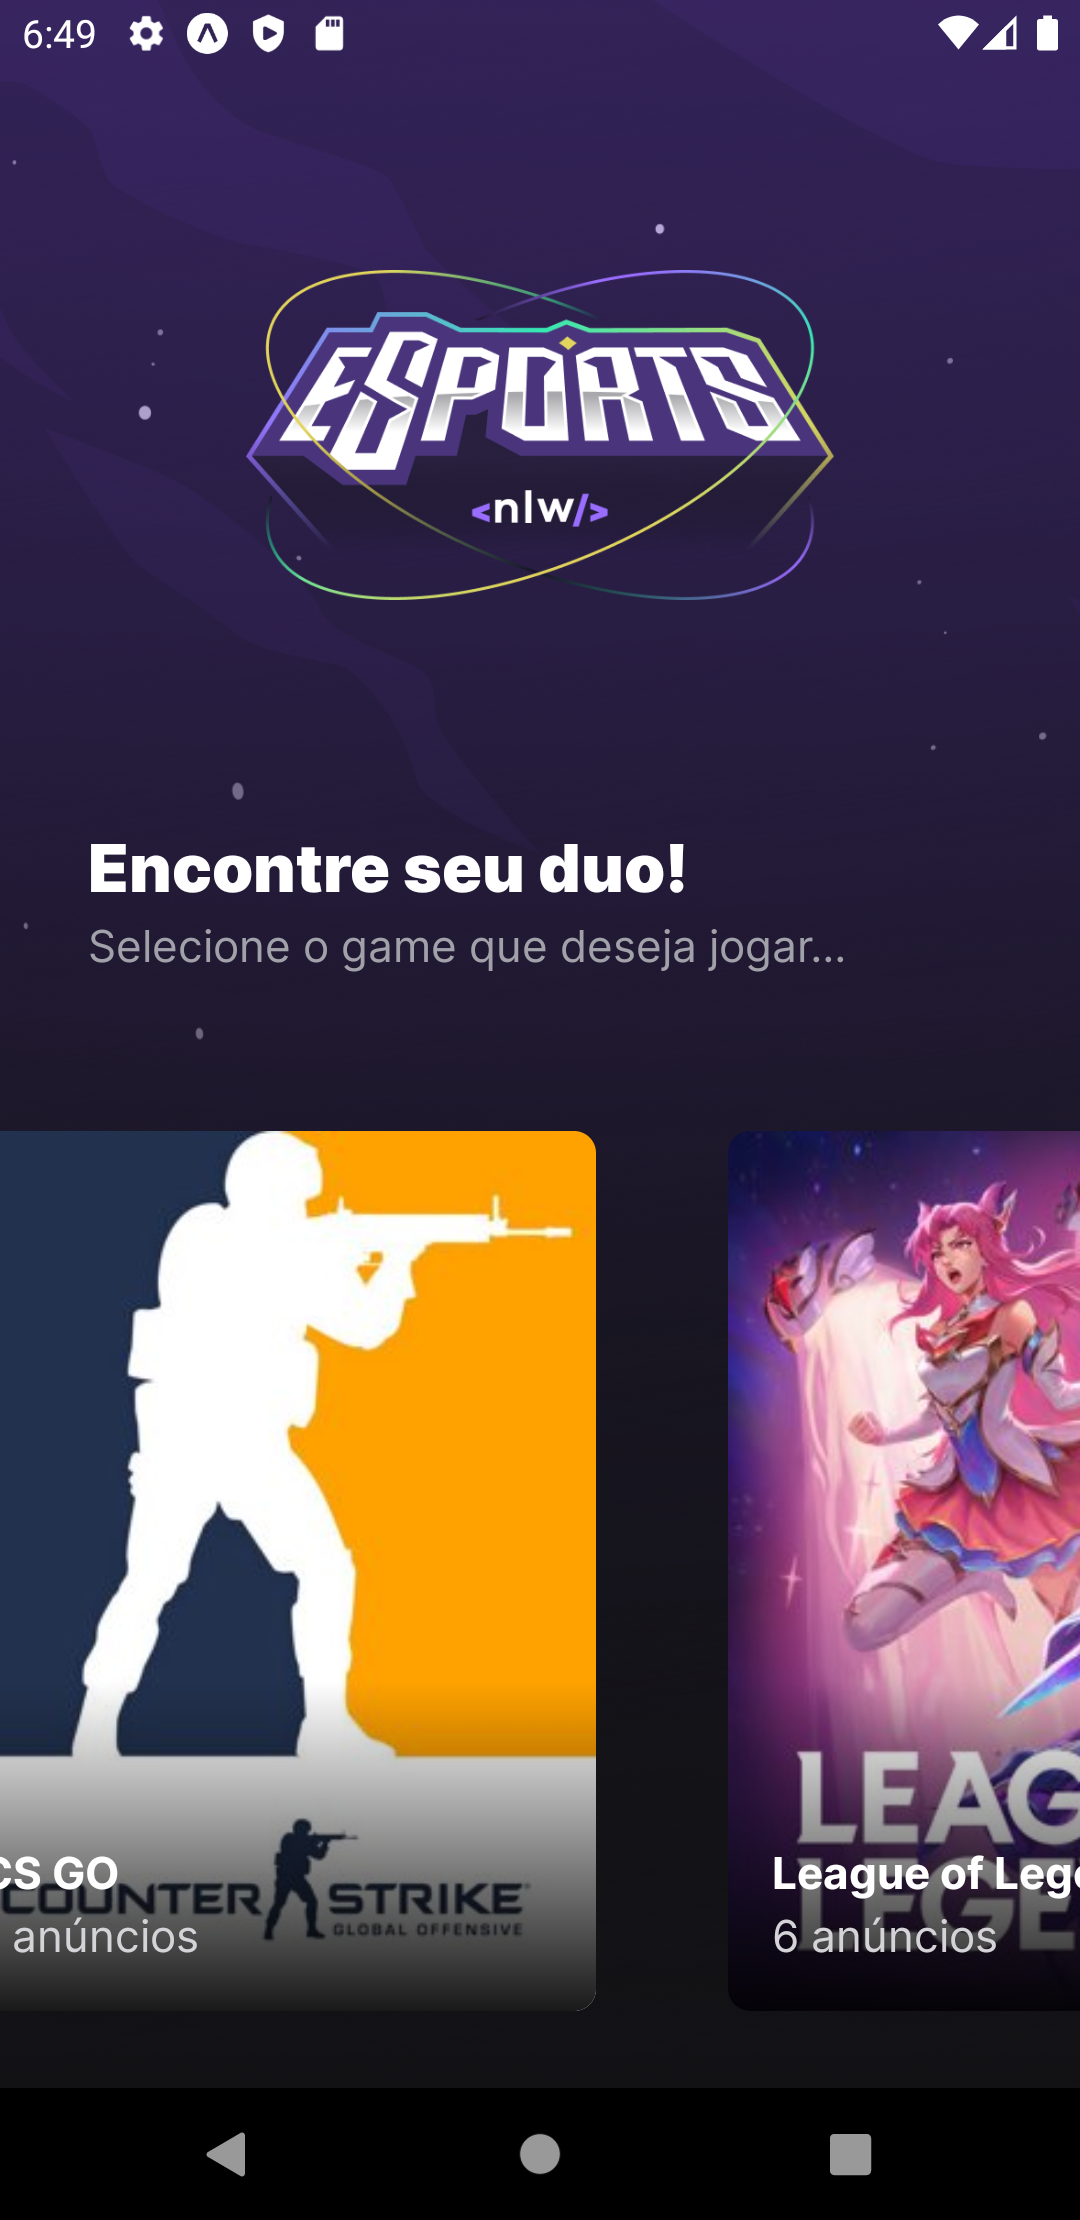 6:49
ESPORTS
<nlw/>
Encontre seu duo!
Selecione o game que deseja jogar...
CS GO
COUNTER STRIKE
GLOBAL OFFENSIVE
anúncios
LEAG
League of Lege
LEGE
6 anúncios